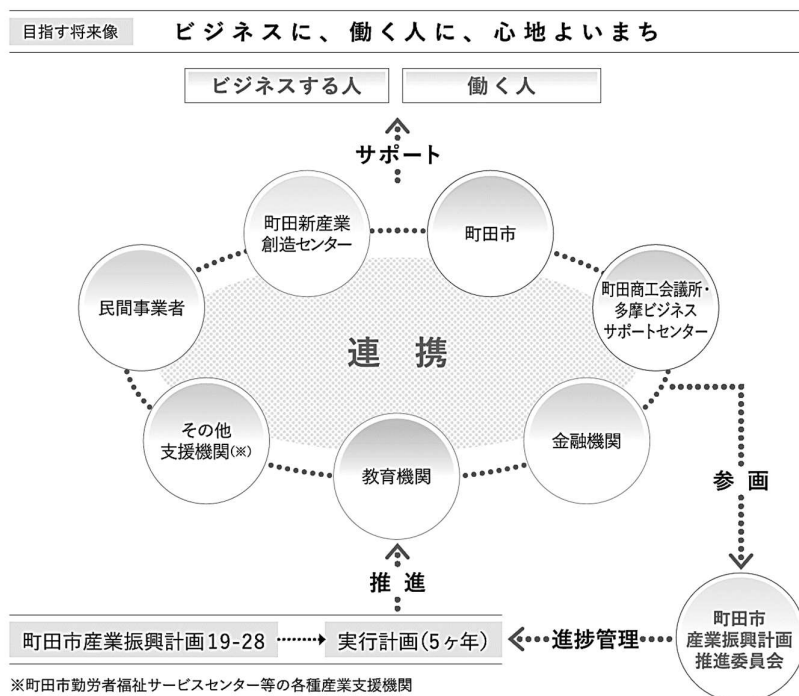 目指す将来像
ビジネスに、働く人に、心地よいまち
ビジネスする人
働く人
サポート
町田新産業
創造センター
町田市
民間事業者
町田商工会議所・
多摩ビジネス
サポートセンター
連携
その他
支援機関(※)
教育機関
金融機関
参画
推進
町田市産業振興計画19-28
実行計画(5ヶ年)
進捗管理
町田市
産業振興計画
推進委員会
※町田市勤労者福祉サービスセンター等の各種産業支援機関